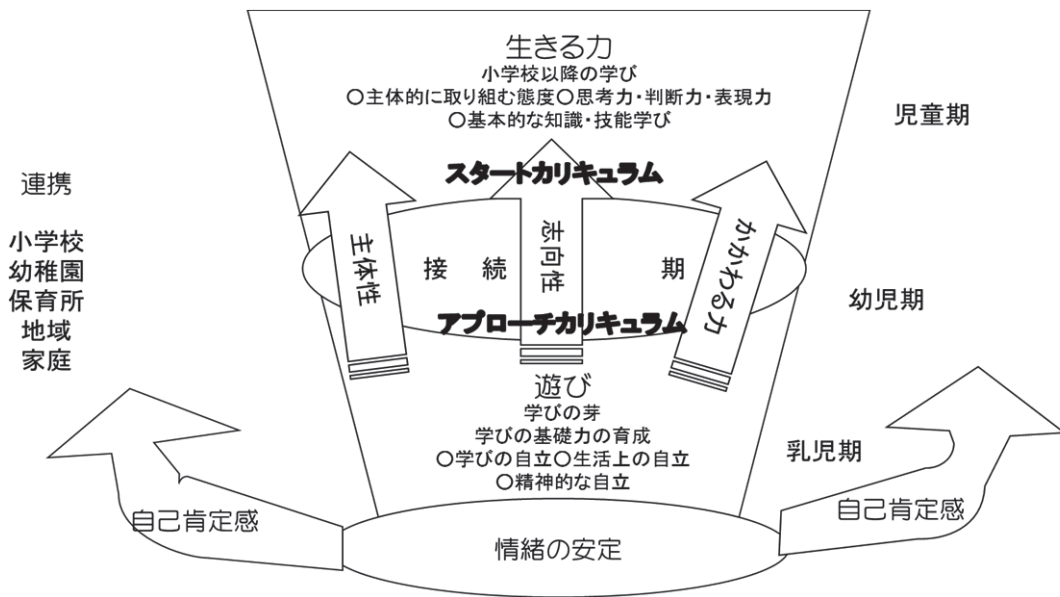 生きる力
小学校以降の学び
○主体的に取り組む態度○思考力・判断力・表現力
○基本的な知識・技能学び
児童期
スタートカリキュラム
連携
小学校
幼稚園
保育所
地域
家庭
主体性
接続期
志向性
かかわる力
幼児期
アプローチカリキュラム
遊び
学びの芽
学びの基礎力の育成
○学びの自立○生活上の自立
○精神的な自立
乳児期
自己肯定感
自己肯定感
情緒の安定